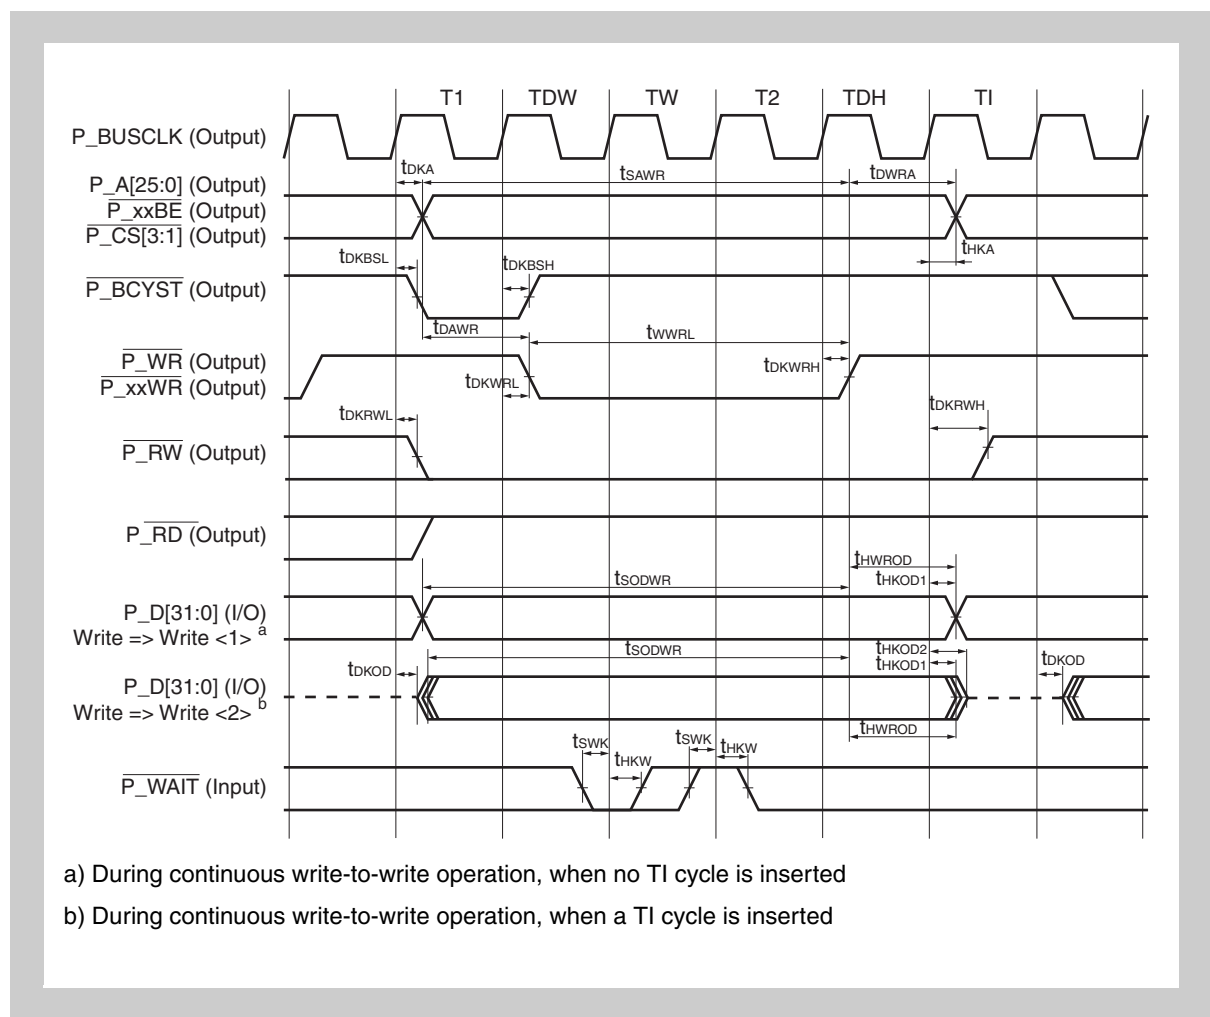 T1 TDW TW T2 TDH TI
P_BUSCLK (Output)
tDKA tSAWR tDWRA
P_A[25:0] (Output)
P_xxBE (Output)
P_CS[3:1] (Output)
tHKA
tDKBSL tDKBSH
P_BCYST (Output)
tDAWR tWWRL
P_WR (Output)
tDKWRH
P_xxWR (Output)
tDKWRL
tDKRWL tDKRWH
P_RW (Output)
P_RD (Output)
tHWROD
tSODWR tHKOD1
P_D[31:0] (I/O)
Write => Write <1> a
tSODWR tHKOD2
tDKOD tHKOD1 tDKOD
P_D[31:0] (I/O)
Write => Write <2> b
tHWROD
tSWK tHKW tSWK tHKW
P_WAIT (Input)
a) During continuous write-to-write operation, when no TI cycle is inserted
b) During continuous write-to-write operation, when a TI cycle is inserted